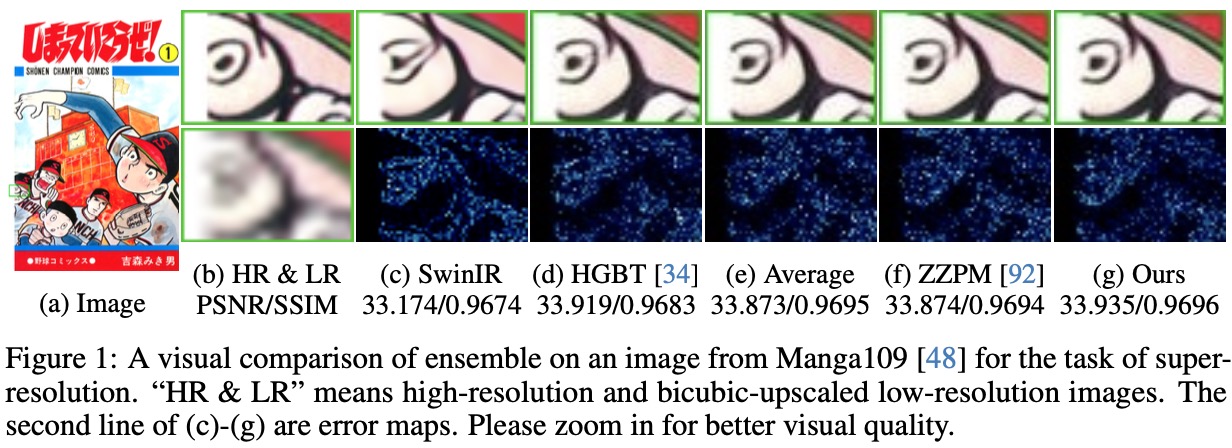 しまっていこうぜ!
1
SHŌNEN CHAMPION COMICS
●野球コミックス●
吉森みき男
(a) Image
(b) HR & LR
PSNR/SSIM
(c) SwinIR
33.174/0.9674
(d) HGBT [34]
33.919/0.9683
(e) Average
33.873/0.9695
(f) ZZPM [92]
33.874/0.9694
(g) Ours
33.935/0.9696
Figure 1: A visual comparison of ensemble on an image from Manga109 [48] for the task of super-
resolution. “HR & LR” means high-resolution and bicubic-upscaled low-resolution images. The
second line of (c)-(g) are error maps. Please zoom in for better visual quality.